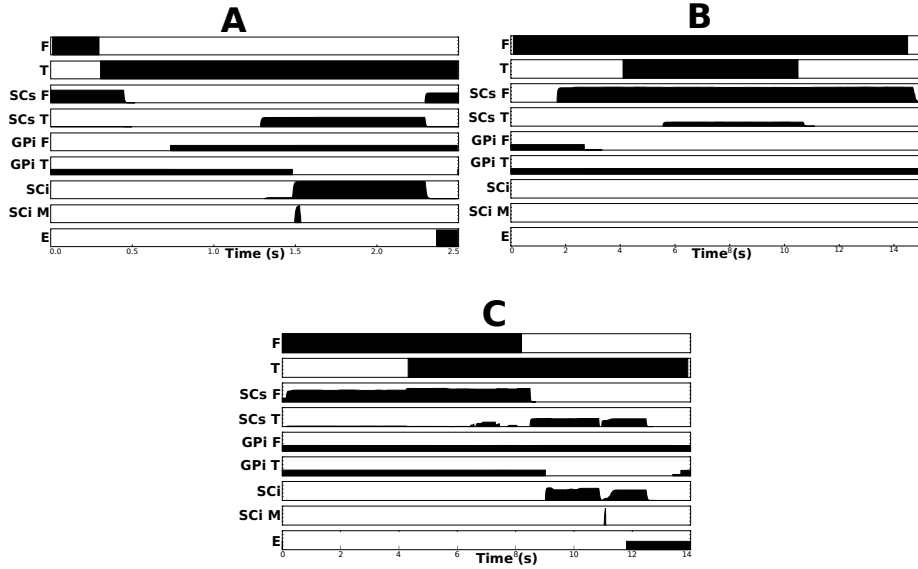 A
F
T
SCs F
SCs T
GPi F
GPi T
SCi
SCi M
E
0.0 0.5 1.0 1.5 2.0 2.5
Time (s)
B
F
T
SCs F
SCs T
GPi F
GPi T
SCi
SCi M
E
0 2 4 6 8 10 12 14
Time (s)
C
F
T
SCs F
SCs T
GPi F
GPi T
SCi
SCi M
E
0 2 4 6 8 10 12 14
Time (s)